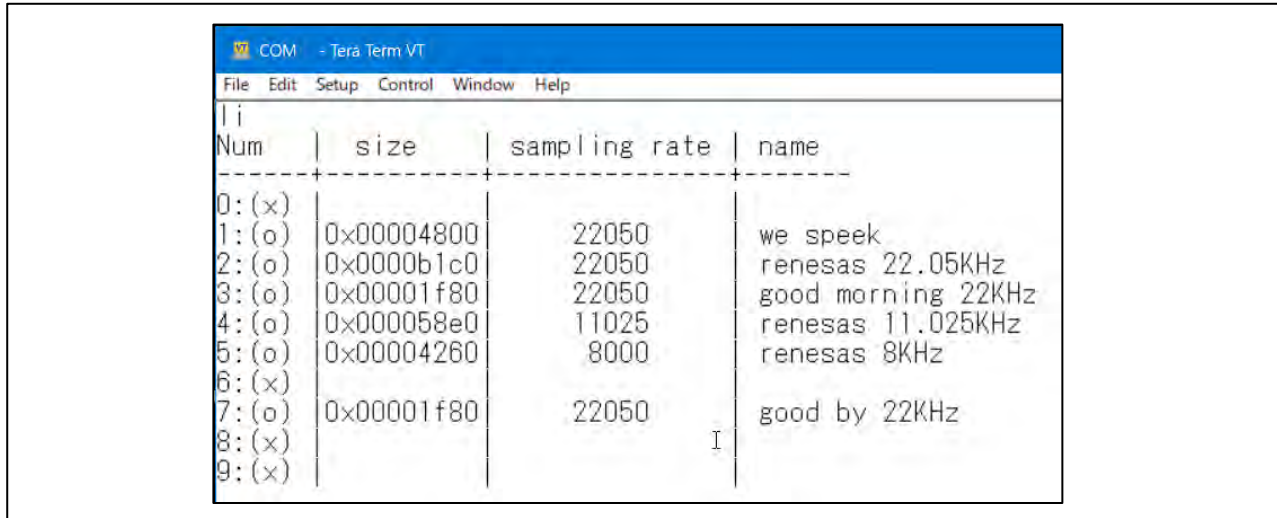 COM - Tera Term VT
File Edit Setup Control Window Help
li
Num | size | sampling rate | name
------+----------+---------------+-------
0:(x) | | |
1:(o) |0x00004800| 22050 | we speek
2:(o) |0x0000b1c0| 22050 | renesas 22.05KHz
3:(o) |0x00001f80| 22050 | good morning 22KHz
4:(o) |0x000058e0| 11025 | renesas 11.025KHz
5:(o) |0x00004260| 8000 | renesas 8KHz
6:(x) | | |
7:(o) |0x00001f80| 22050 | good by 22KHz
8:(x) | | |
9:(x) | | |